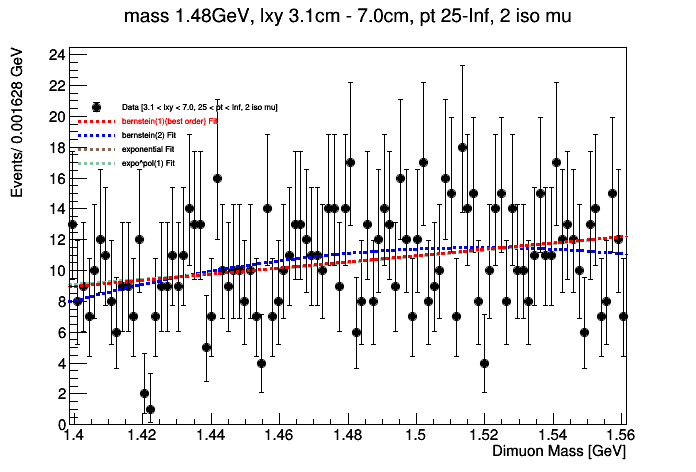 mass 1.48GeV, lxy 3.1cm - 7.0cm, pt 25-Inf, 2 iso mu
Events/ 0.001628 GeV
24
22
20
18
16
14
12
10
8
6
4
2
0
Data [3.1 < lxy < 7.0, 25 < pt < Inf, 2 iso mu]
bernstein(1)(best order) Fit
bernstein(2) Fit
exponential Fit
expo*pol(1) Fit
1.4 1.42 1.44 1.46 1.48 1.5 1.52 1.54 1.56
Dimuon Mass [GeV]